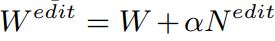 W^{edit} = W + αN^{edit}